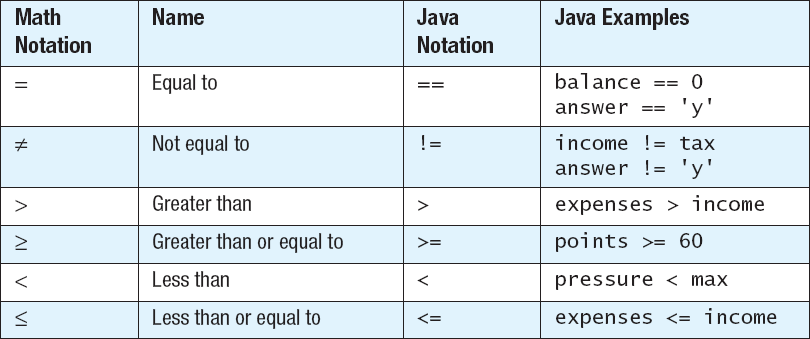 Math Notation Name Java Notation Java Examples
= Equal to == balance == 0
answer == 'y'
≠ Not equal to != income != tax
answer != 'y'
> Greater than > expenses > income
≥ Greater than or equal to >= points >= 60
< Less than < pressure < max
≤ Less than or equal to <= expenses <= income